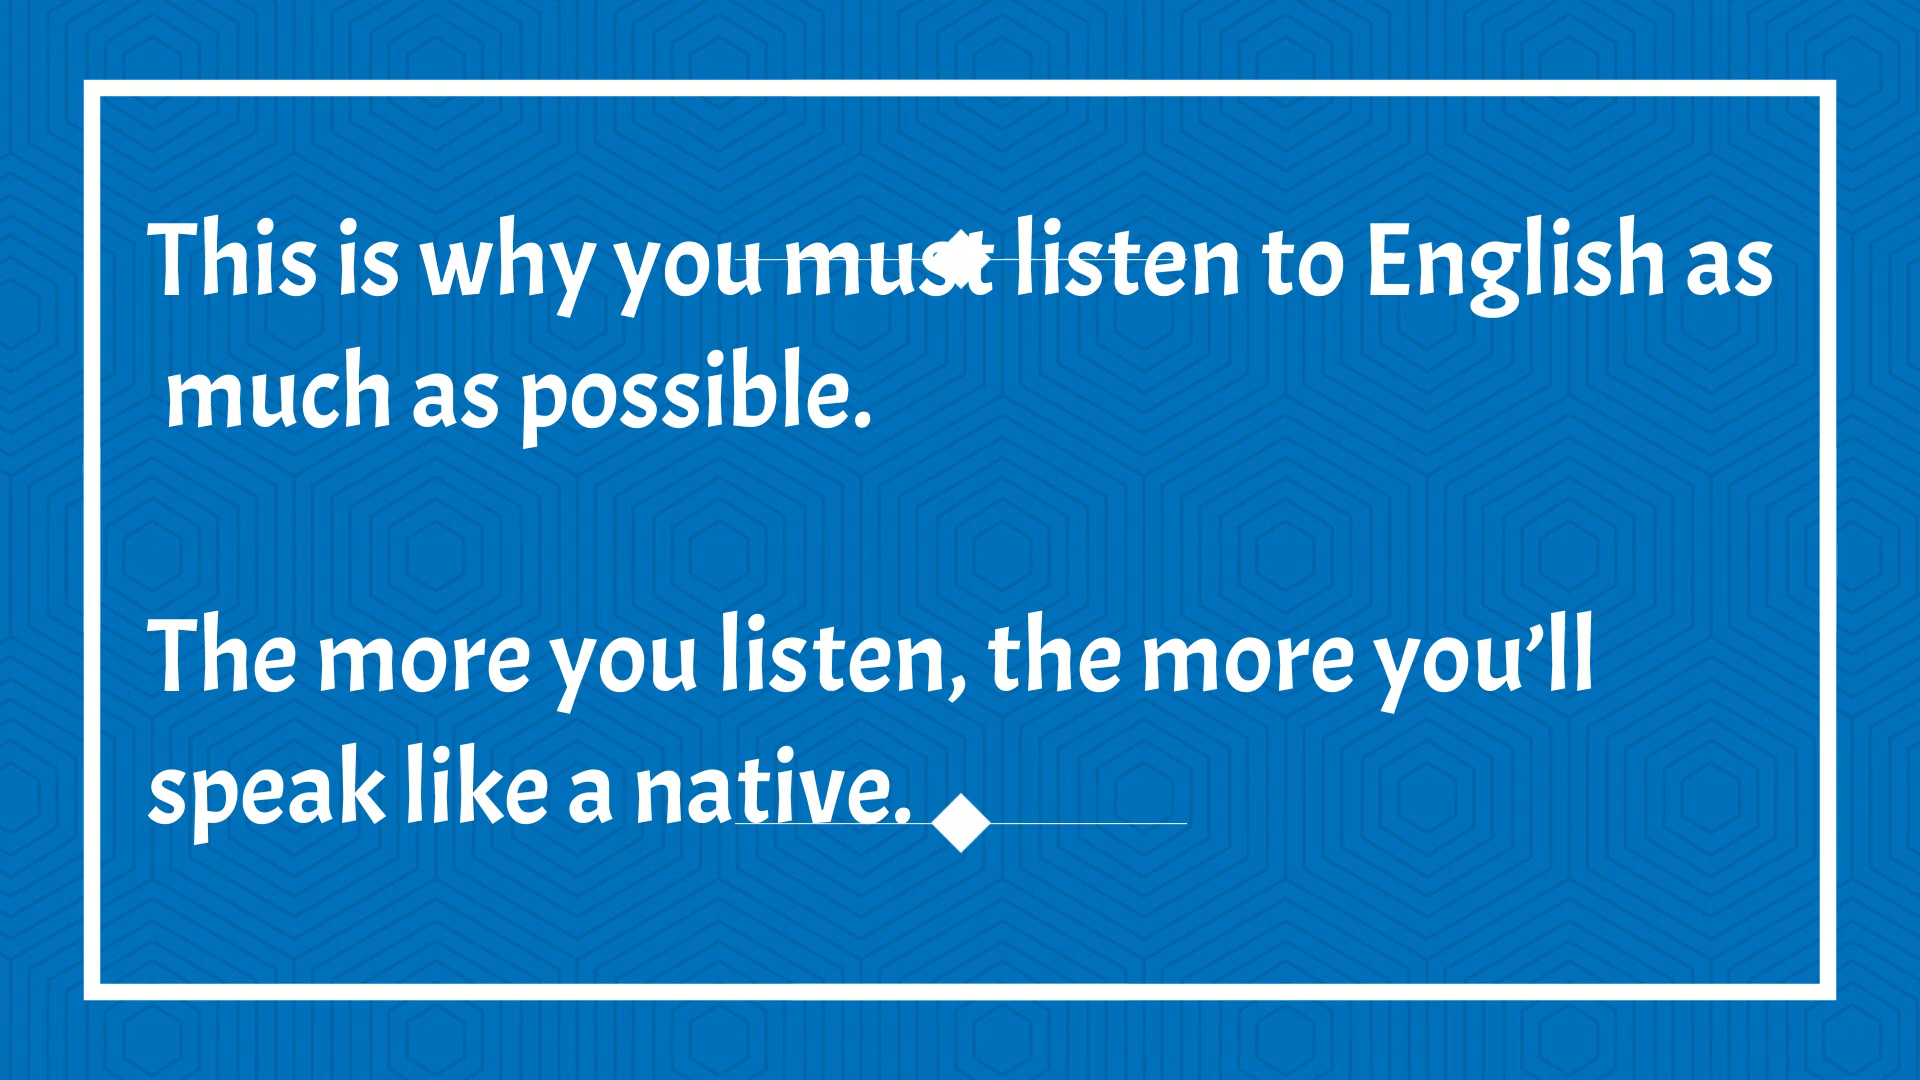 This is why you must listen to English as
much as possible.
The more you listen, the more you’ll
speak like a native.